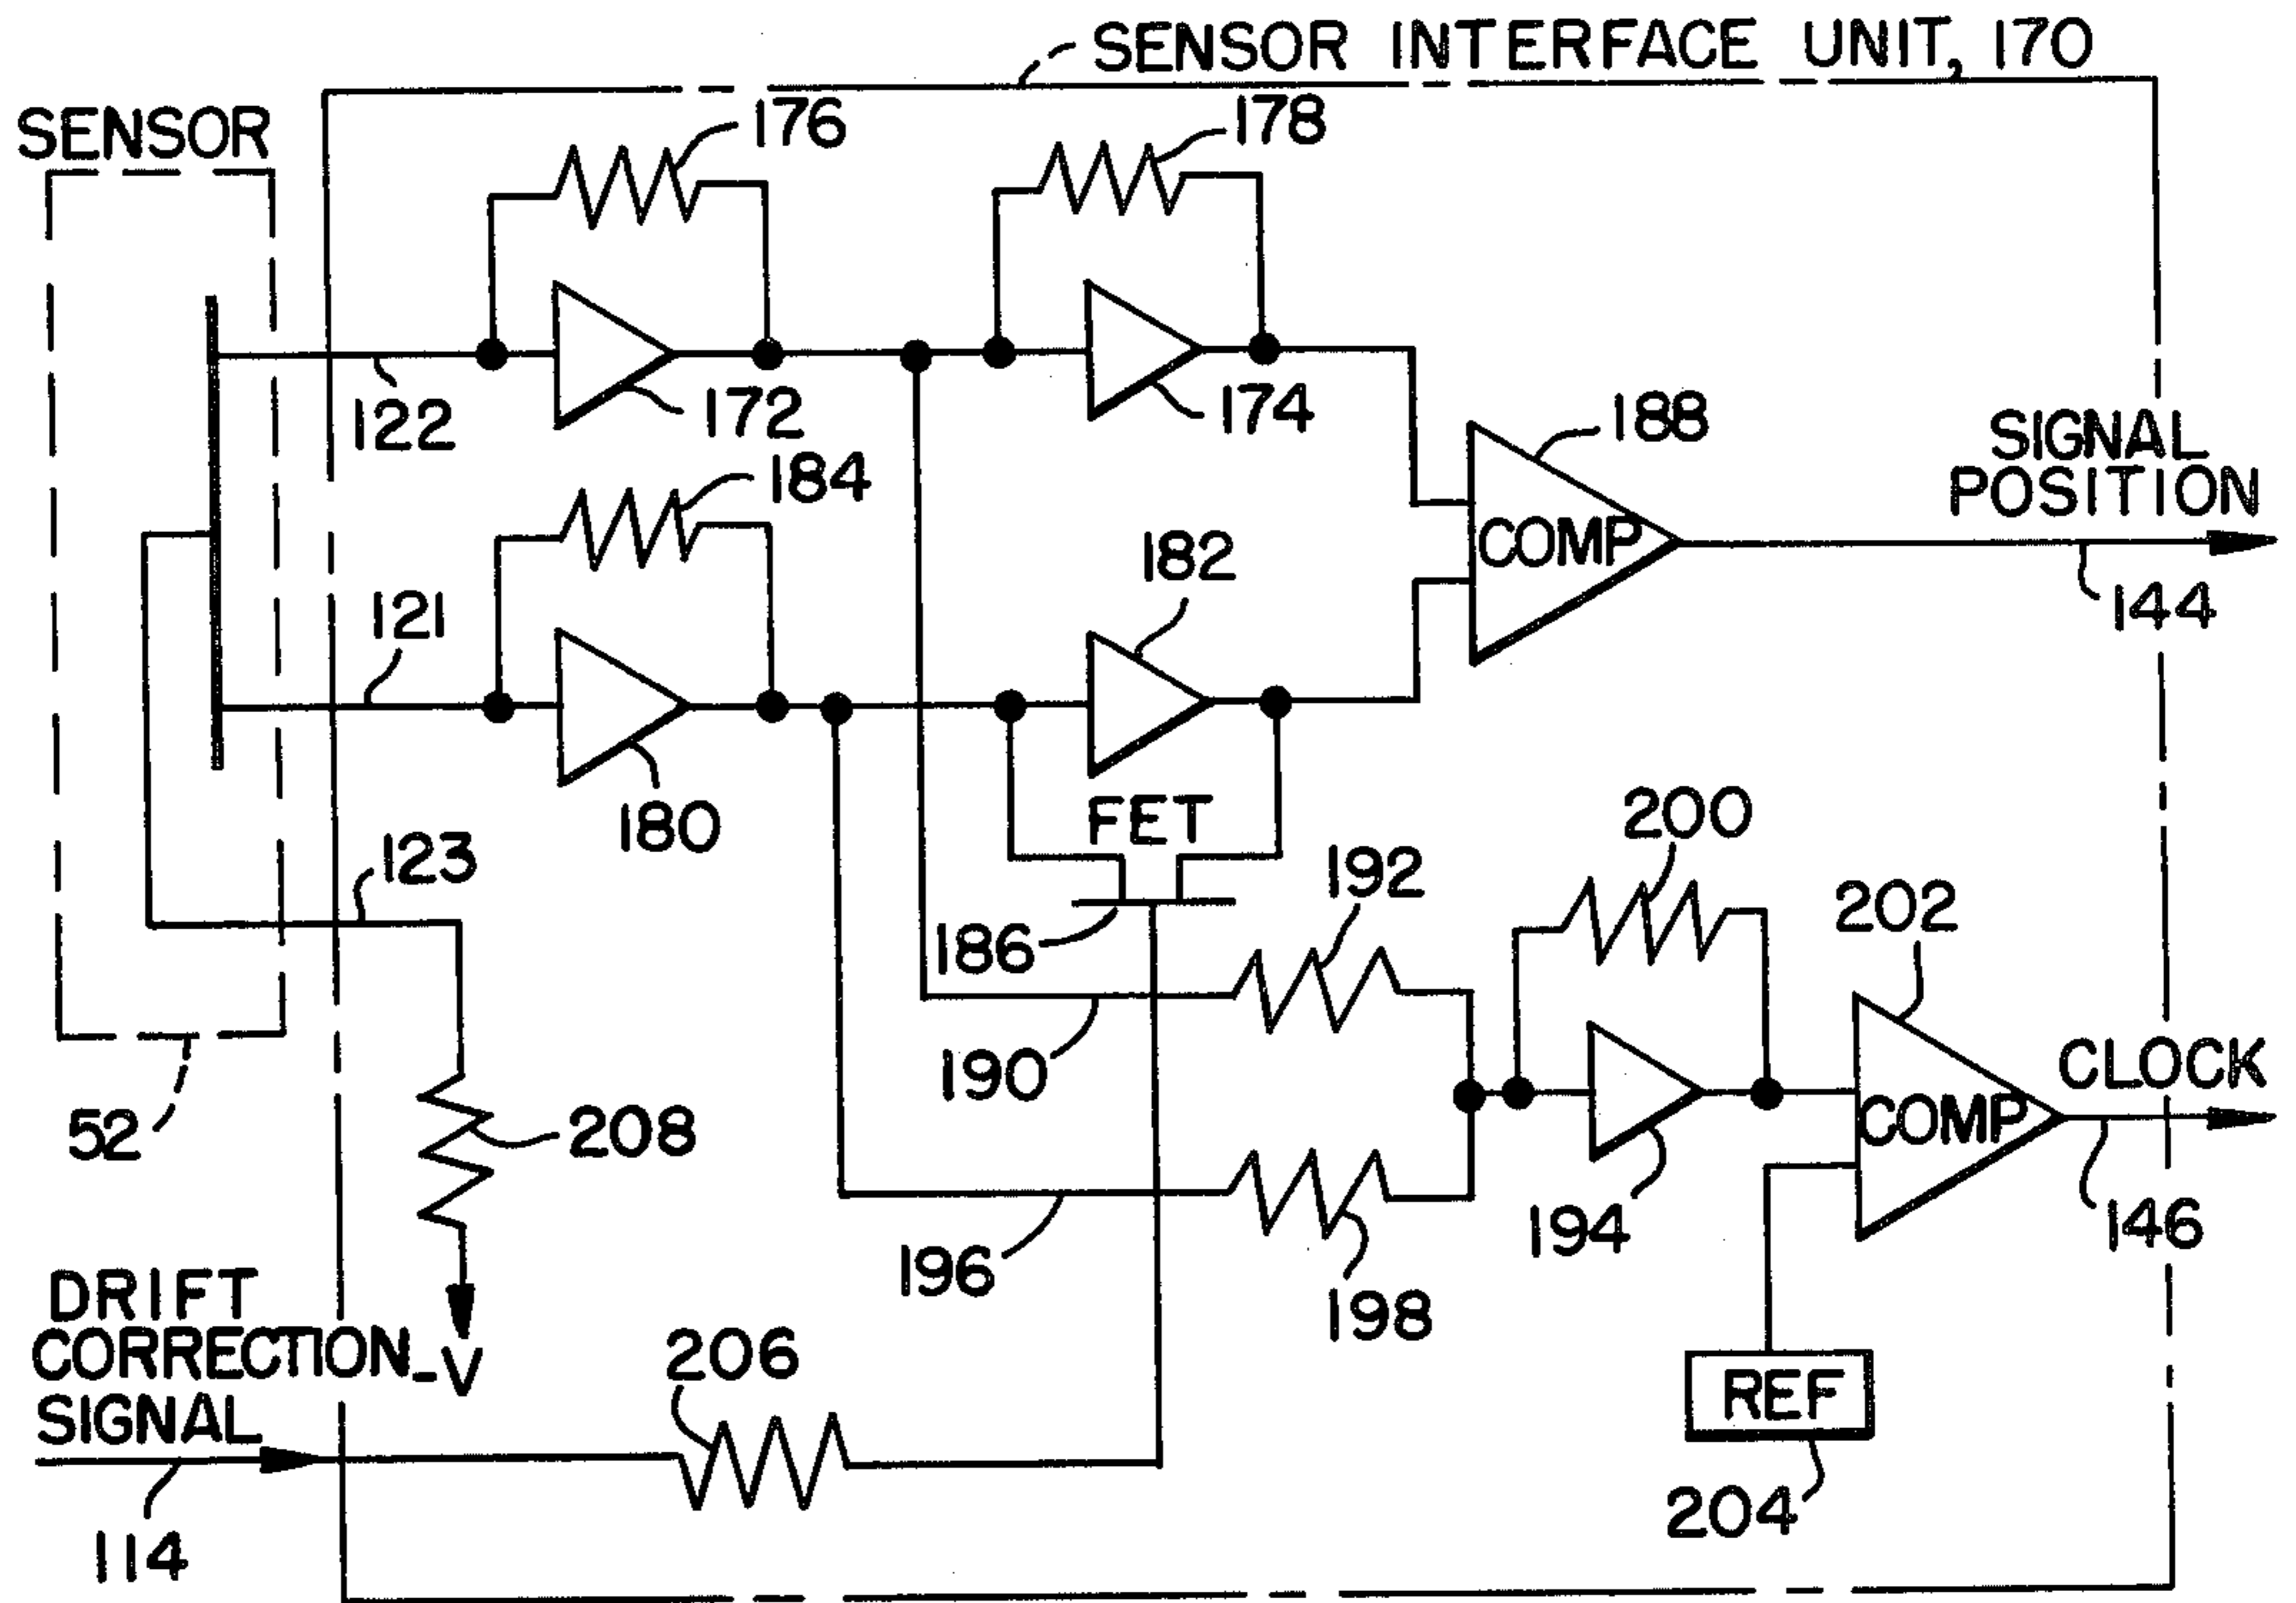 SENSOR INTERFACE UNIT, 170
SENSOR
176
178
122
172
174
188
SIGNAL
POSITION
184
182
144
121
180
FET
123
192
200
202
186
190
CLOCK
52
208
194
146
196
198
DRIFT
CORRECTION
SIGNAL
-V
206
REF
204
114
COMP
COMP